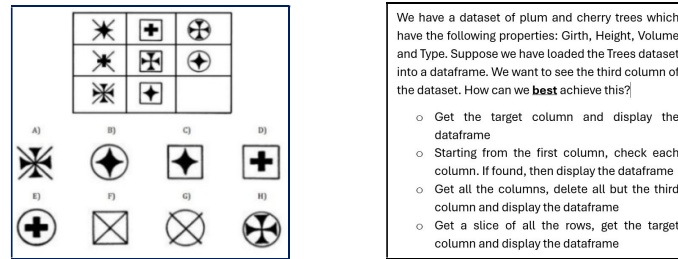 A) B) C) D)
E) F) G) H)
We have a dataset of plum and cherry trees which
have the following properties: Girth, Height, Volume
and Type. Suppose we have loaded the Trees dataset
into a dataframe. We want to see the third column of
the dataset. How can we best achieve this?
o Get the target column and display the
dataframe
o Starting from the first column, check each
column. If found, then display the dataframe
o Get all the columns, delete all but the third
column and display the dataframe
o Get a slice of all the rows, get the target
column and display the dataframe